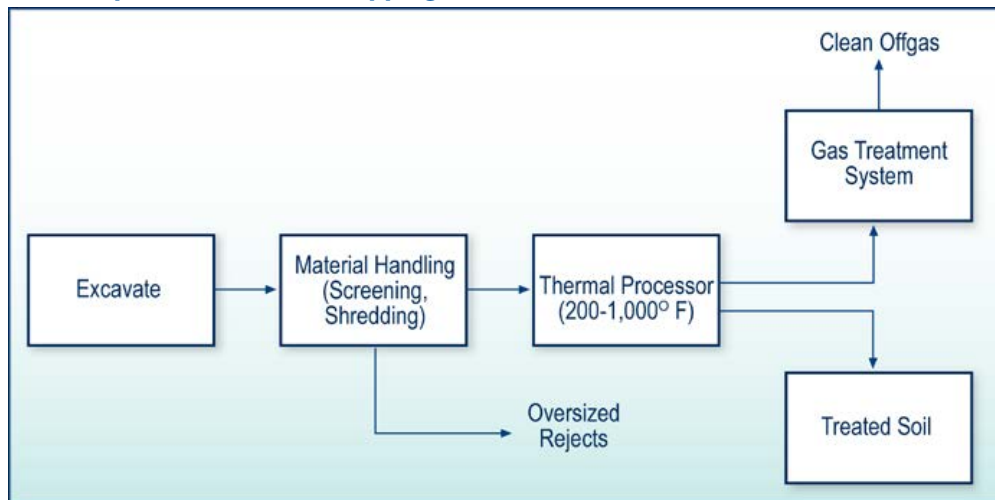 Clean Offgas
Gas Treatment
System
Excavate
Material Handling
(Screening,
Shredding)
Thermal Processor
(200-1,000° F)
Oversized
Rejects
Treated Soil